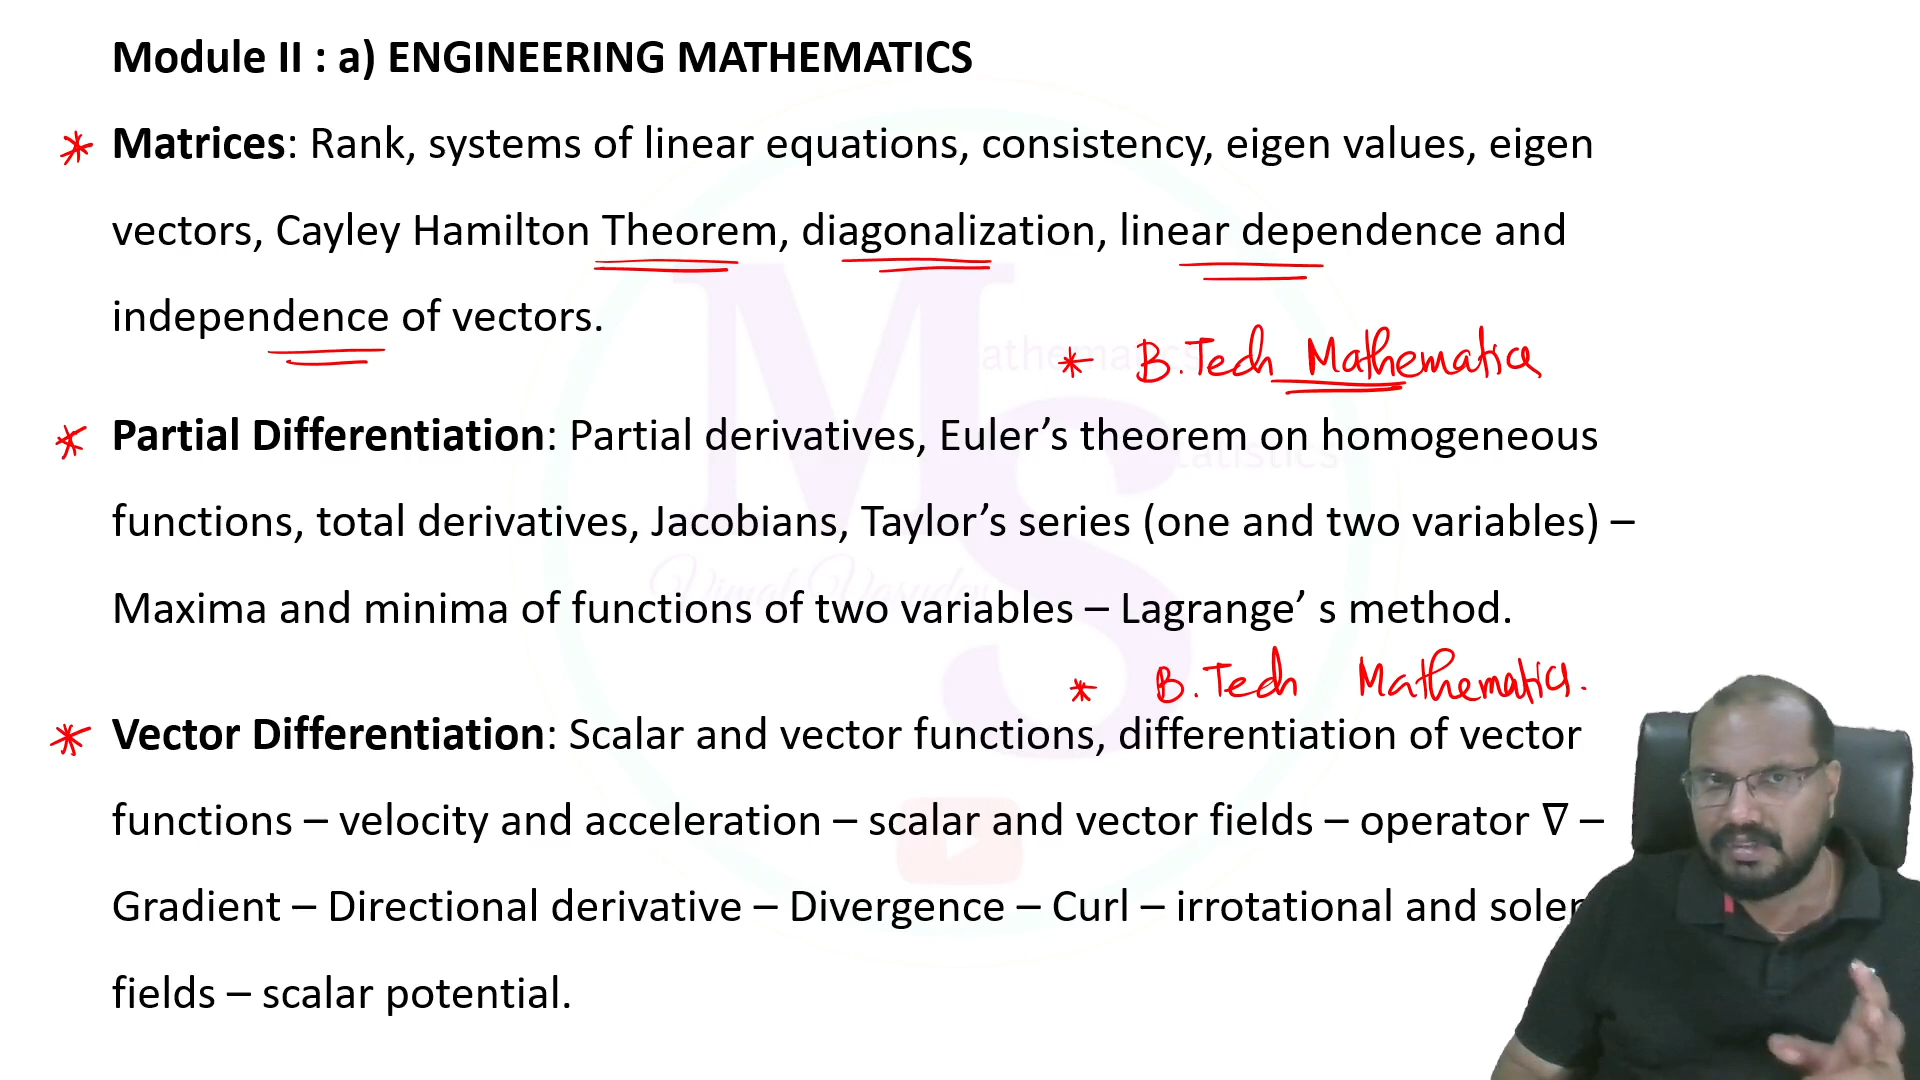 Module II : a) ENGINEERING MATHEMATICS
* Matrices: Rank, systems of linear equations, consistency, eigen values, eigen
vectors, Cayley Hamilton Theorem, diagonalization, linear dependence and
independence of vectors.
* B.Tech Mathematics
* Partial Differentiation: Partial derivatives, Euler’s theorem on homogeneous
functions, total derivatives, Jacobians, Taylor’s series (one and two variables) –
Maxima and minima of functions of two variables – Lagrange’ s method.
* B.Tech Mathematics.
* Vector Differentiation: Scalar and vector functions, differentiation of vector
functions – velocity and acceleration – scalar and vector fields – operator ∇ –
Gradient – Directional derivative – Divergence – Curl – irrotational and
fields – scalar potential.